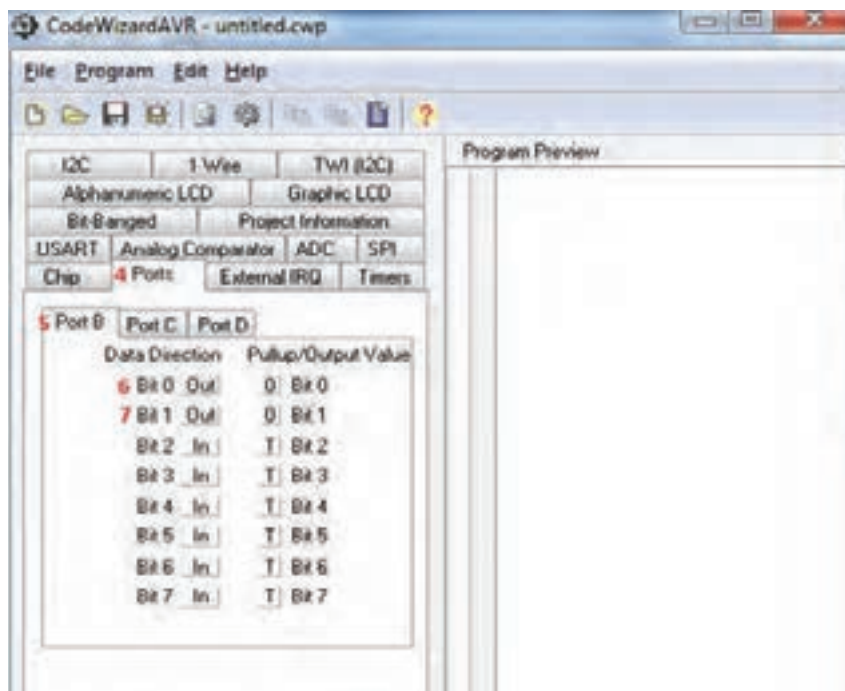 CodeWizardAVR - untitled.cwp
File Program Edit Help
Program Preview
I2C 1 Wire TWI (I2C)
Alphanumeric LCD Graphic LCD
Bit-Banged Project Information
USART Analog Comparator ADC SPI
Chip 4 Ports External IRQ Timers
5 Port B Port C Port D
Data Direction Pullup/Output Value
6 Bit 0 Out 0 Bit 0
7 Bit 1 Out 0 Bit 1
Bit 2 In T Bit 2
Bit 3 In T Bit 3
Bit 4 In T Bit 4
Bit 5 In T Bit 5
Bit 6 In T Bit 6
Bit 7 In T Bit 7